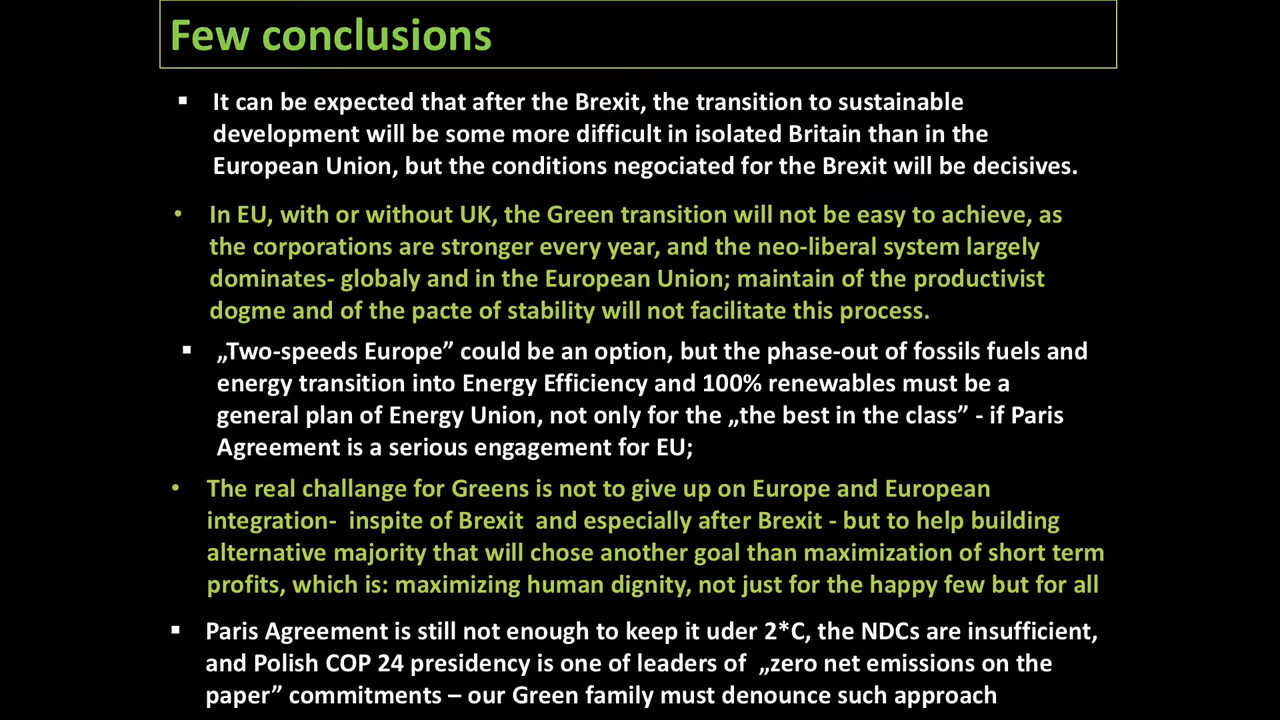 Few conclusions
▪ It can be expected that after the Brexit, the transition to sustainable
development will be some more difficult in isolated Britain than in the
European Union, but the conditions negociated for the Brexit will be decisives.
• In EU, with or without UK, the Green transition will not be easy to achieve, as
the corporations are stronger every year, and the neo-liberal system largely
dominates- globaly and in the European Union; maintain of the productivist
dogme and of the pacte of stability will not facilitate this process.
▪ „Two-speeds Europe” could be an option, but the phase-out of fossils fuels and
energy transition into Energy Efficiency and 100% renewables must be a
general plan of Energy Union, not only for the „the best in the class” - if Paris
Agreement is a serious engagement for EU;
• The real challange for Greens is not to give up on Europe and European
integration- inspite of Brexit and especially after Brexit - but to help building
alternative majority that will chose another goal than maximization of short term
profits, which is: maximizing human dignity, not just for the happy few but for all
▪ Paris Agreement is still not enough to keep it uder 2*C, the NDCs are insufficient,
and Polish COP 24 presidency is one of leaders of „zero net emissions on the
paper” commitments – our Green family must denounce such approach